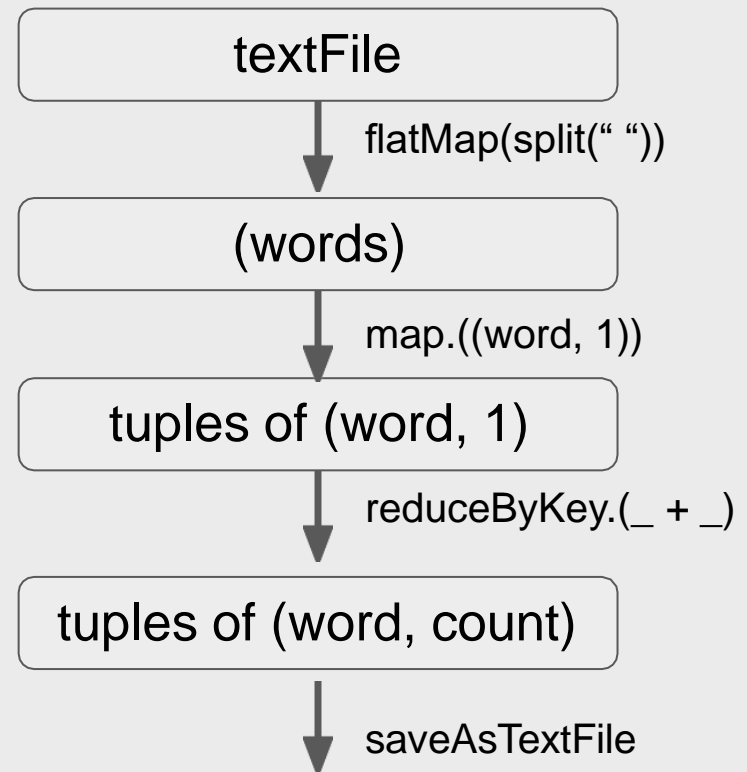 textFile
flatMap(split(“ “))
(words)
map.((word, 1))
tuples of (word, 1)
reduceByKey.(_ + _)
tuples of (word, count)
saveAsTextFile